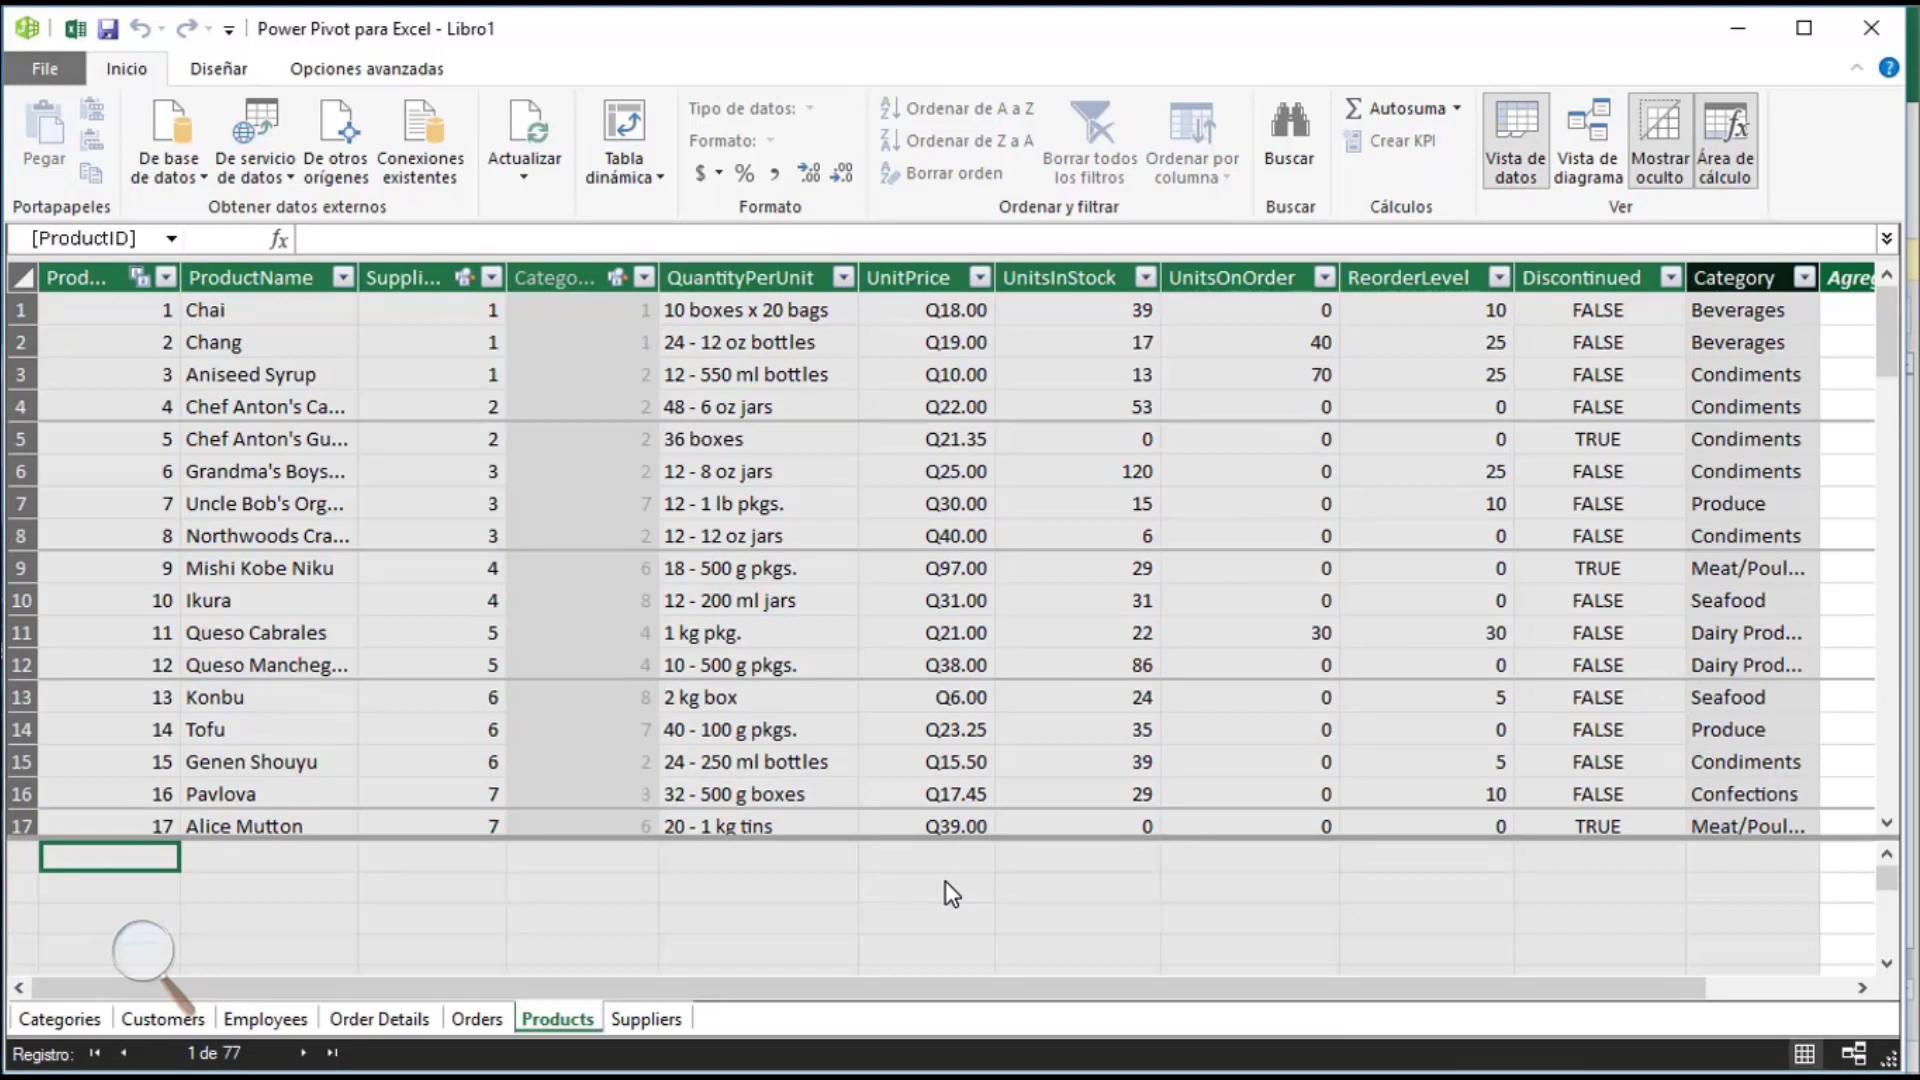 Power Pivot para Excel - Libro1
File Inicio Diseñar Opciones avanzadas
Pegar
De base de datos
De servicio de datos
De otros orígenes
Conexiones existentes
Actualizar
Tabla dinámica
Tipo de datos:
Formato:
$ % ,
Ordenar de A a Z
Ordenar de Z a A
Borrar orden
Borrar todos los filtros
Ordenar por columna
Buscar
Autosuma
Crear KPI
Vista de datos
Vista de diagrama
Mostrar oculto
Área de cálculo
Portapapeles Obtener datos externos Formato Ordenar y filtrar Buscar Cálculos Ver
[ProductID] fx
Prod... ProductName Suppli... Catego... QuantityPerUnit UnitPrice UnitsInStock UnitsOnOrder ReorderLevel Discontinued Category Agreg
1 1 Chai 1 1 10 boxes x 20 bags Q18.00 39 0 10 FALSE Beverages
2 2 Chang 1 1 24 - 12 oz bottles Q19.00 17 40 25 FALSE Beverages
3 3 Aniseed Syrup 1 2 12 - 550 ml bottles Q10.00 13 70 25 FALSE Condiments
4 4 Chef Anton's Ca... 2 2 48 - 6 oz jars Q22.00 53 0 0 FALSE Condiments
5 5 Chef Anton's Gu... 2 2 36 boxes Q21.35 0 0 0 TRUE Condiments
6 6 Grandma's Boys... 3 2 12 - 8 oz jars Q25.00 120 0 25 FALSE Condiments
7 7 Uncle Bob's Org... 3 7 12 - 1 lb pkgs. Q30.00 15 0 10 FALSE Produce
8 8 Northwoods Cra... 3 2 12 - 12 oz jars Q40.00 6 0 0 FALSE Condiments
9 9 Mishi Kobe Niku 4 6 18 - 500 g pkgs. Q97.00 29 0 0 TRUE Meat/Poul...
10 10 Ikura 4 8 12 - 200 ml jars Q31.00 31 0 0 FALSE Seafood
11 11 Queso Cabrales 5 4 1 kg pkg. Q21.00 22 30 30 FALSE Dairy Prod...
12 12 Queso Mancheg... 5 4 10 - 500 g pkgs. Q38.00 86 0 0 FALSE Dairy Prod...
13 13 Konbu 6 8 2 kg box Q6.00 24 0 5 FALSE Seafood
14 14 Tofu 6 7 40 - 100 g pkgs. Q23.25 35 0 0 FALSE Produce
15 15 Genen Shouyu 6 2 24 - 250 ml bottles Q15.50 39 0 5 FALSE Condiments
16 16 Pavlova 7 3 32 - 500 g boxes Q17.45 29 0 10 FALSE Confections
17 17 Alice Mutton 7 6 20 - 1 kg tins Q39.00 0 0 0 TRUE Meat/Poul...
Categories Customers Employees Order Details Orders Products Suppliers
Registro: 1 de 77